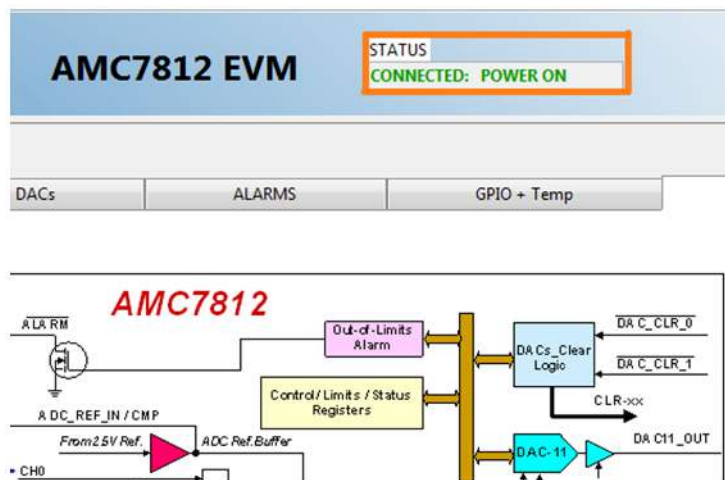 AMC7812 EVM
STATUS
CONNECTED: POWER ON
DACs
ALARMS
GPIO + Temp
AMC7812
ALARM
Out-of-Limits
Alarm
DACs_Clear
Logic
DAC_CLR_0
DAC_CLR_1
CLR-xx
Control / Limits / Status
Registers
ADC_REF_IN / CMP
From 2.5V Ref.
ADC Ref. Buffer
CH0
DAC-11
DAC11_OUT